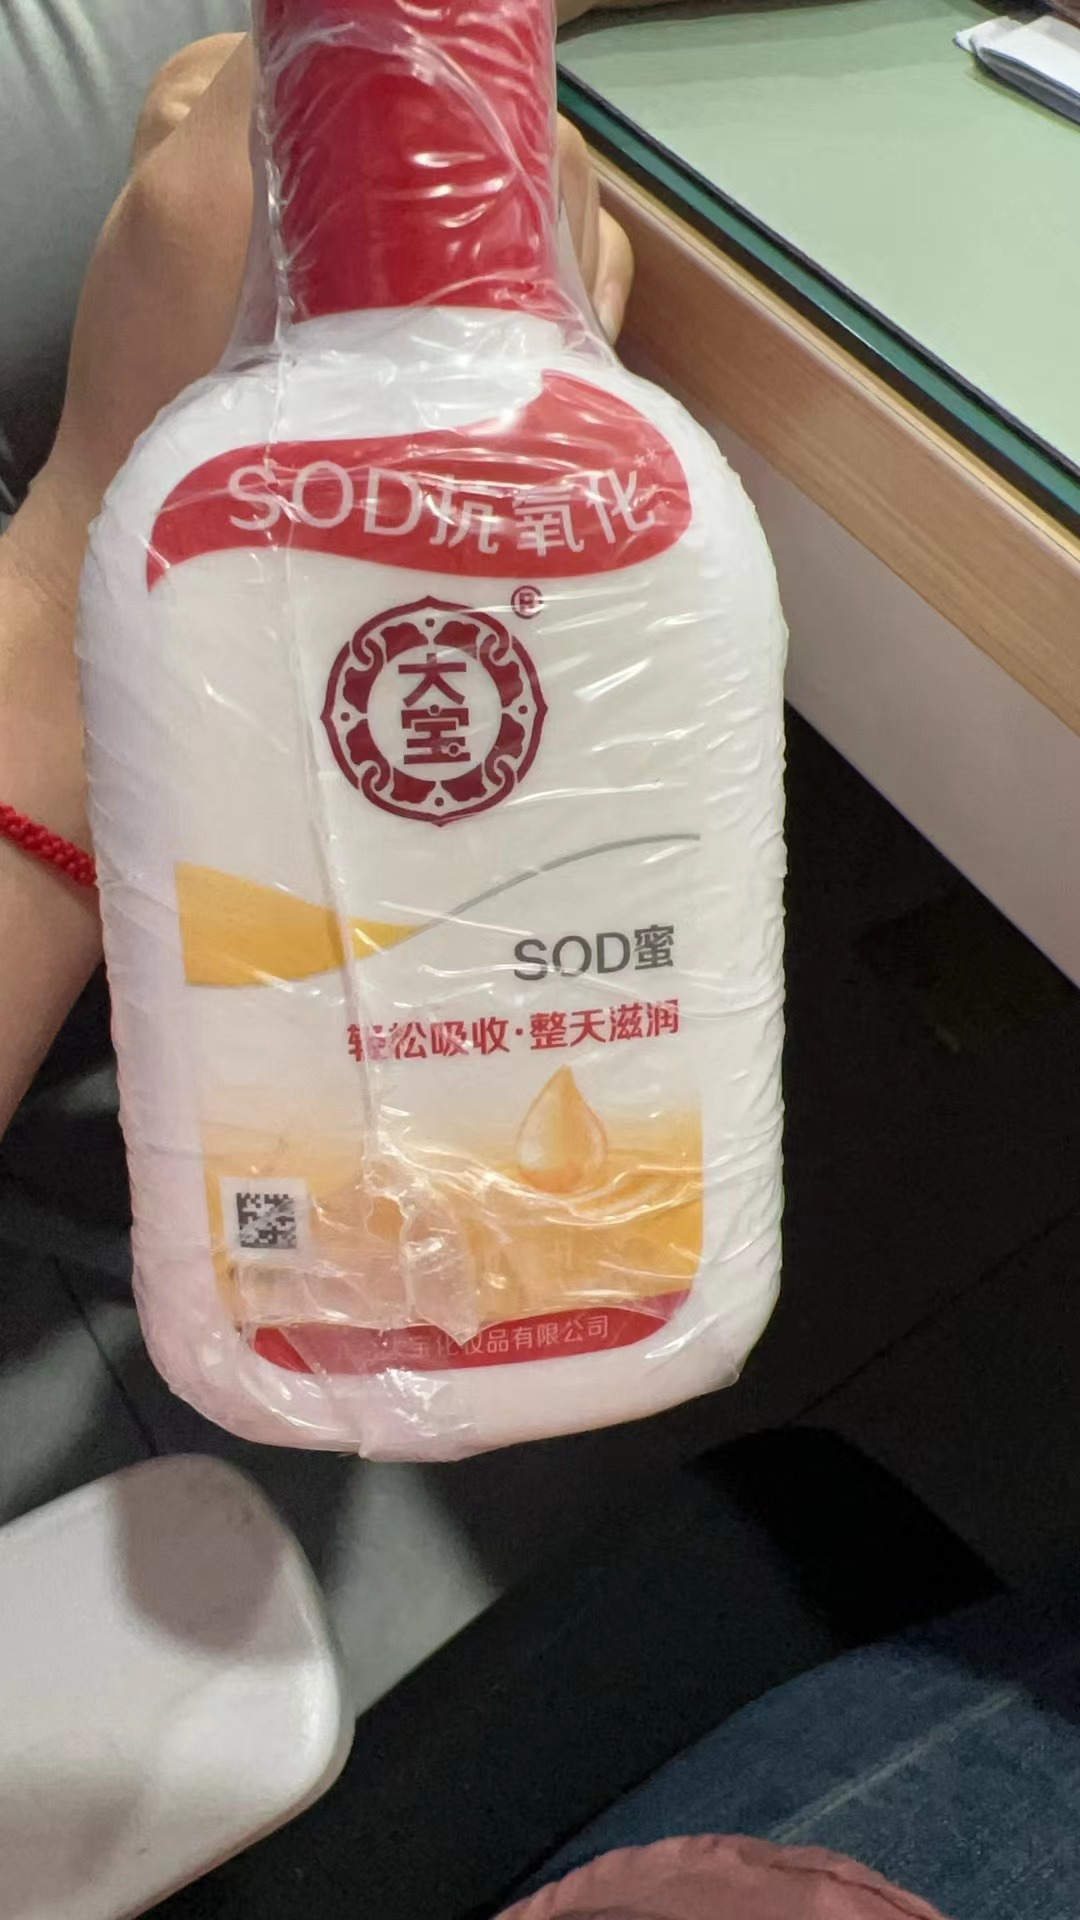 SOD抗氧化**
®
大宝
SOD蜜
轻松吸收·整天滋润
大宝化妆品有限公司